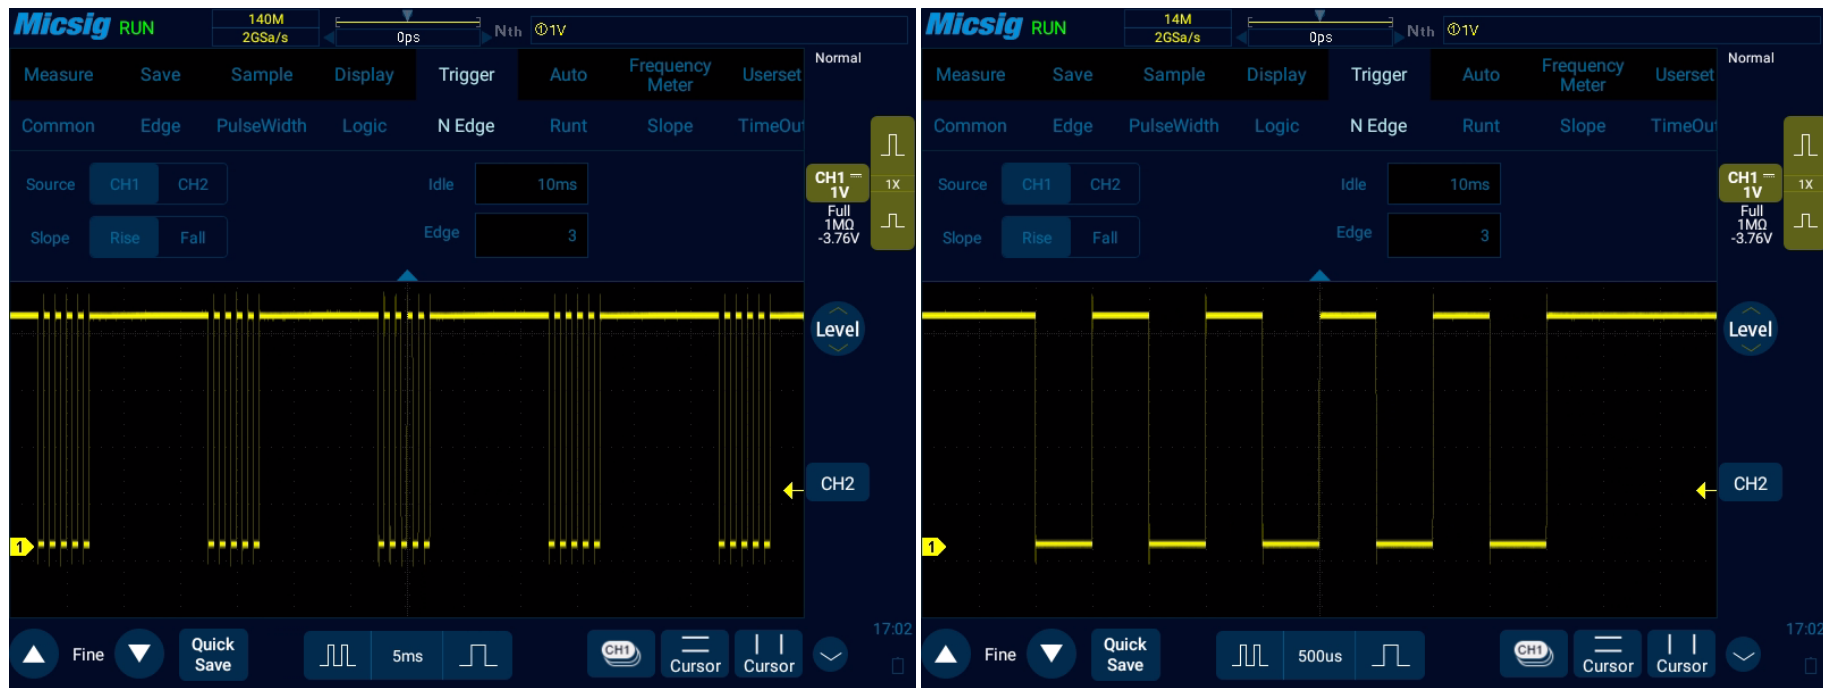 Micsig RUN 140M 2GSa/s 0ps Nth ①1V
Measure Save Sample Display Trigger Auto Frequency Meter Userset Normal
Common Edge PulseWidth Logic N Edge Runt Slope TimeOut
Source CH1 CH2 Idle 10ms CH1 1V 1X
Slope Rise Fall Edge 3 Full 1MΩ -3.76V
Level
CH2
1
17:02
Fine Quick Save 5ms CH1 Cursor Cursor
Micsig RUN 14M 2GSa/s 0ps Nth ①1V
Measure Save Sample Display Trigger Auto Frequency Meter Userset Normal
Common Edge PulseWidth Logic N Edge Runt Slope TimeOut
Source CH1 CH2 Idle 10ms CH1 1V 1X
Slope Rise Fall Edge 3 Full 1MΩ -3.76V
Level
CH2
1
17:02
Fine Quick Save 500us CH1 Cursor Cursor